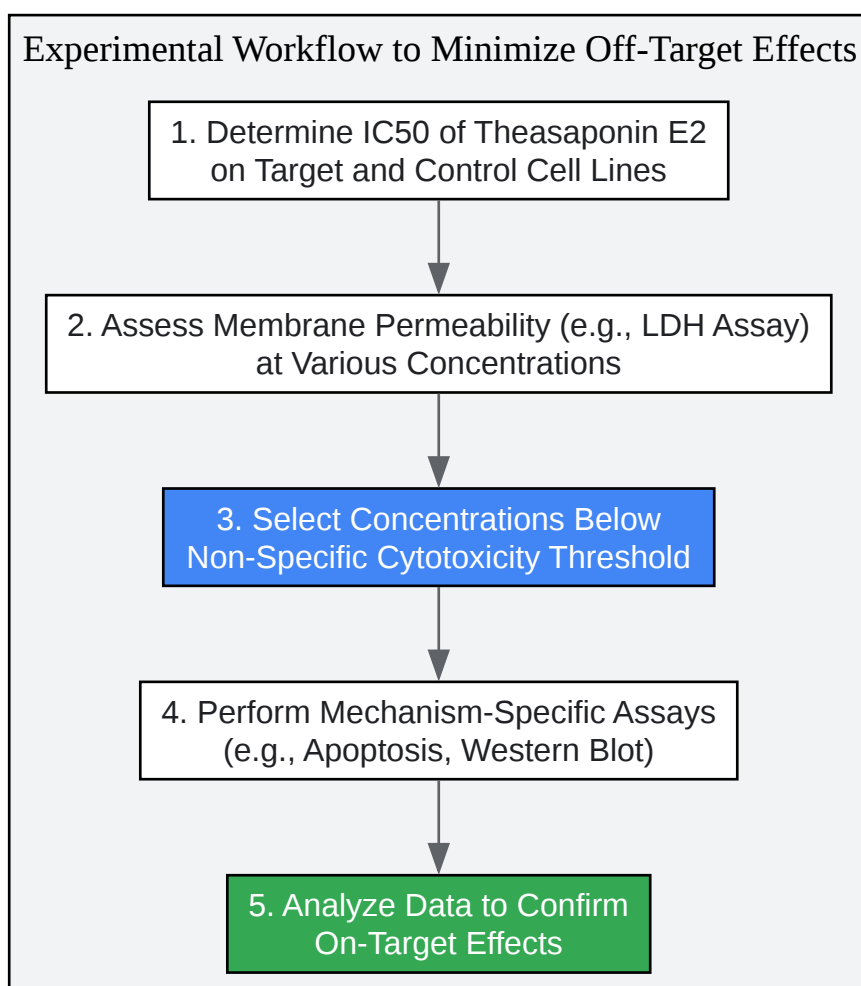 Experimental Workflow to Minimize Off-Target Effects
1. Determine IC50 of Theasaponin E2
on Target and Control Cell Lines
2. Assess Membrane Permeability (e.g., LDH Assay)
at Various Concentrations
3. Select Concentrations Below
Non-Specific Cytotoxicity Threshold
4. Perform Mechanism-Specific Assays
(e.g., Apoptosis, Western Blot)
5. Analyze Data to Confirm
On-Target Effects